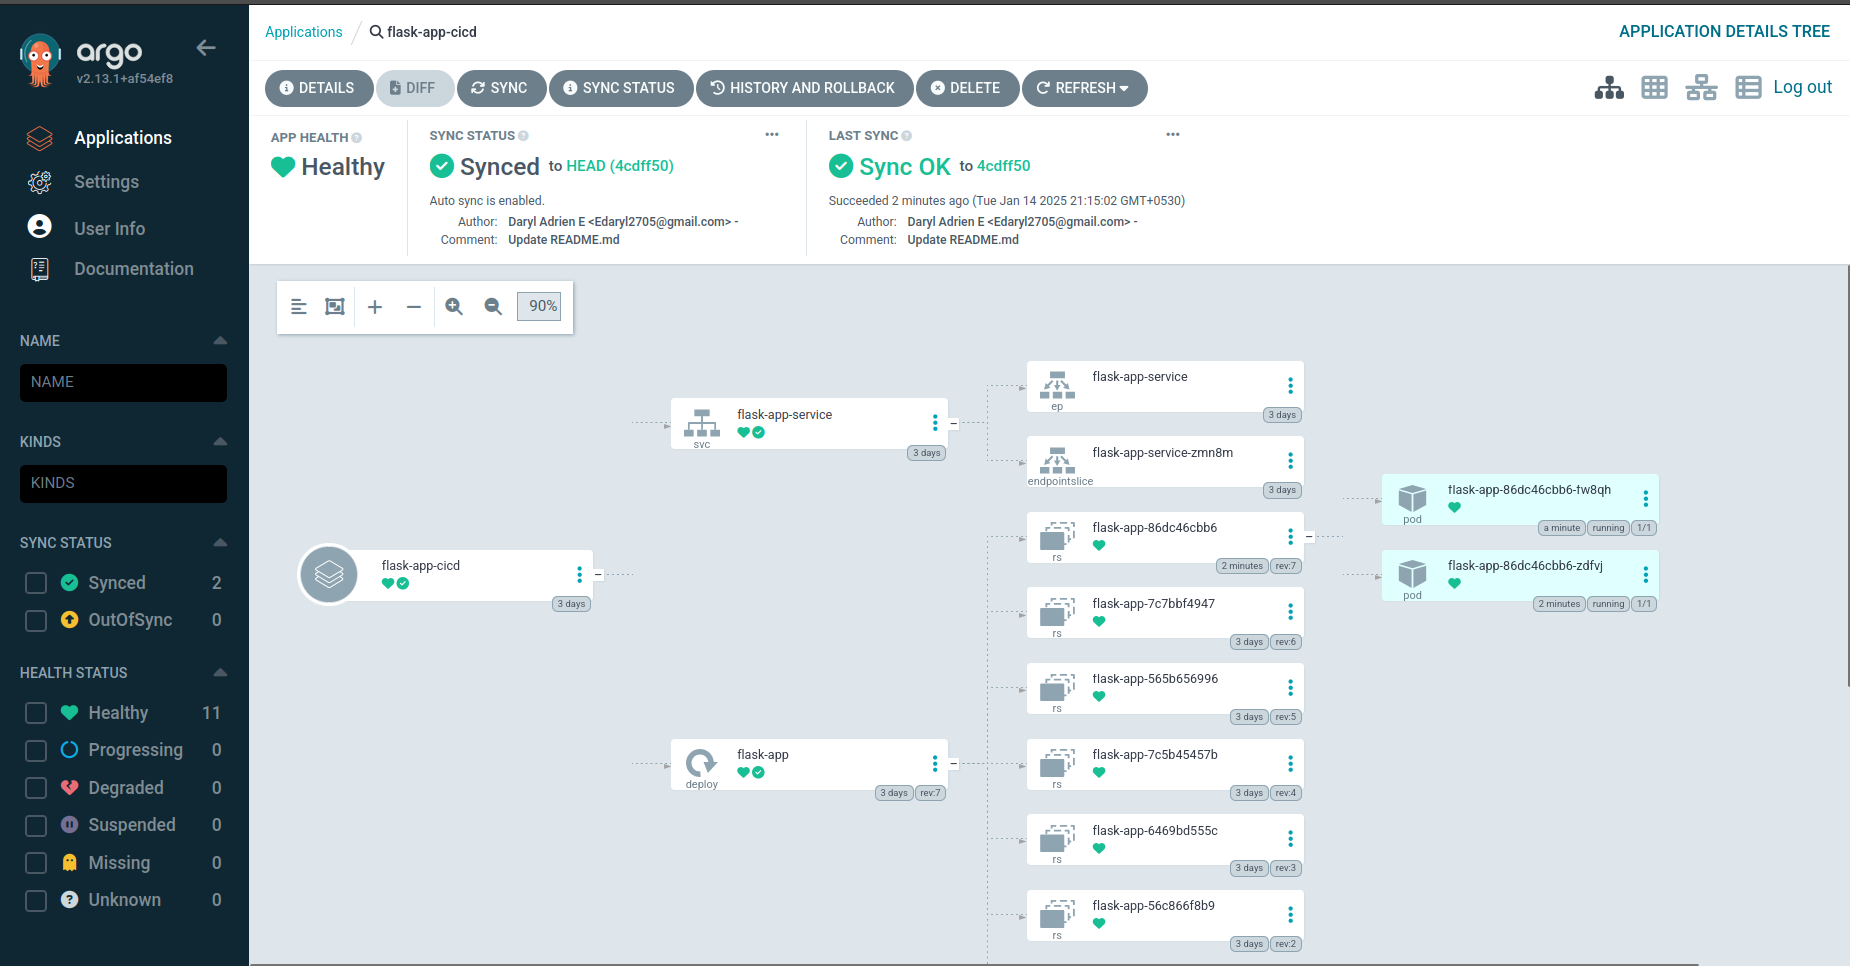 argo
v2.13.1+af54ef8
Applications
Settings
User Info
Documentation
NAME
NAME
KINDS
KINDS
SYNC STATUS
Synced 2
OutOfSync 0
HEALTH STATUS
Healthy 11
Progressing 0
Degraded 0
Suspended 0
Missing 0
Unknown 0
Applications / flask-app-cicd
APPLICATION DETAILS TREE
DETAILS DIFF SYNC SYNC STATUS HISTORY AND ROLLBACK DELETE REFRESH
Log out
APP HEALTH
Healthy
SYNC STATUS
Synced to HEAD (4cdff50)
Auto sync is enabled.
Author: Daryl Adrien E <Edaryl2705@gmail.com> -
Comment: Update README.md
LAST SYNC
Sync OK to 4cdff50
Succeeded 2 minutes ago (Tue Jan 14 2025 21:15:02 GMT+0530)
Author: Daryl Adrien E <Edaryl2705@gmail.com> -
Comment: Update README.md
90%
flask-app-cicd
3 days
flask-app-service
svc
3 days
flask-app
deploy
3 days rev:7
flask-app-service
ep
3 days
flask-app-service-zmn8m
endpointslice
3 days
flask-app-86dc46cbb6
rs
2 minutes rev:7
flask-app-7c7bbf4947
rs
3 days rev:6
flask-app-565b656996
rs
3 days rev:5
flask-app-7c5b45457b
rs
3 days rev:4
flask-app-6469bd555c
rs
3 days rev:3
flask-app-56c866f8b9
rs
3 days rev:2
flask-app-86dc46cbb6-fw8qh
pod
a minute running 1/1
flask-app-86dc46cbb6-zdfvj
pod
2 minutes running 1/1